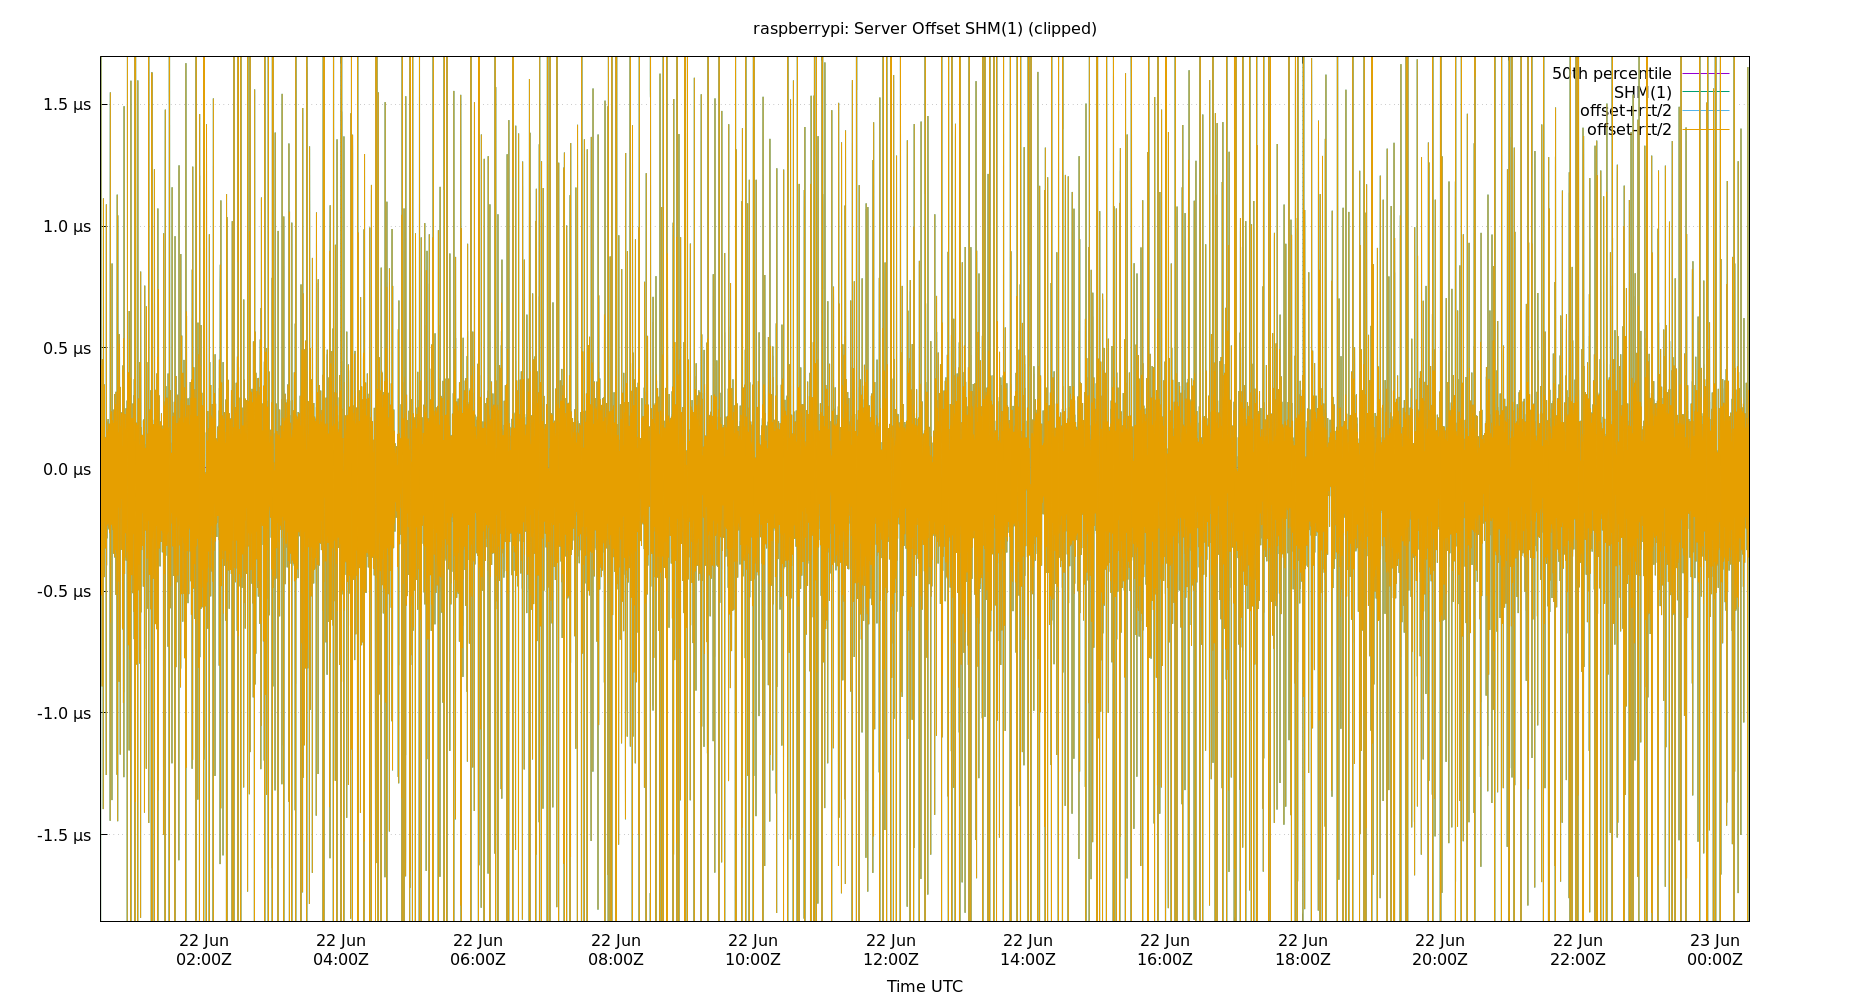 raspberrypi: Server Offset SHM(1) (clipped)
50th percentile
SHM(1)
offset+rtt/2
offset-rtt/2
1.5 µs
1.0 µs
0.5 µs
0.0 µs
-0.5 µs
-1.0 µs
-1.5 µs
22 Jun 22 Jun 22 Jun 22 Jun 22 Jun 22 Jun 22 Jun 22 Jun 22 Jun 22 Jun 22 Jun 23 Jun
02:00Z 04:00Z 06:00Z 08:00Z 10:00Z 12:00Z 14:00Z 16:00Z 18:00Z 20:00Z 22:00Z 00:00Z
Time UTC